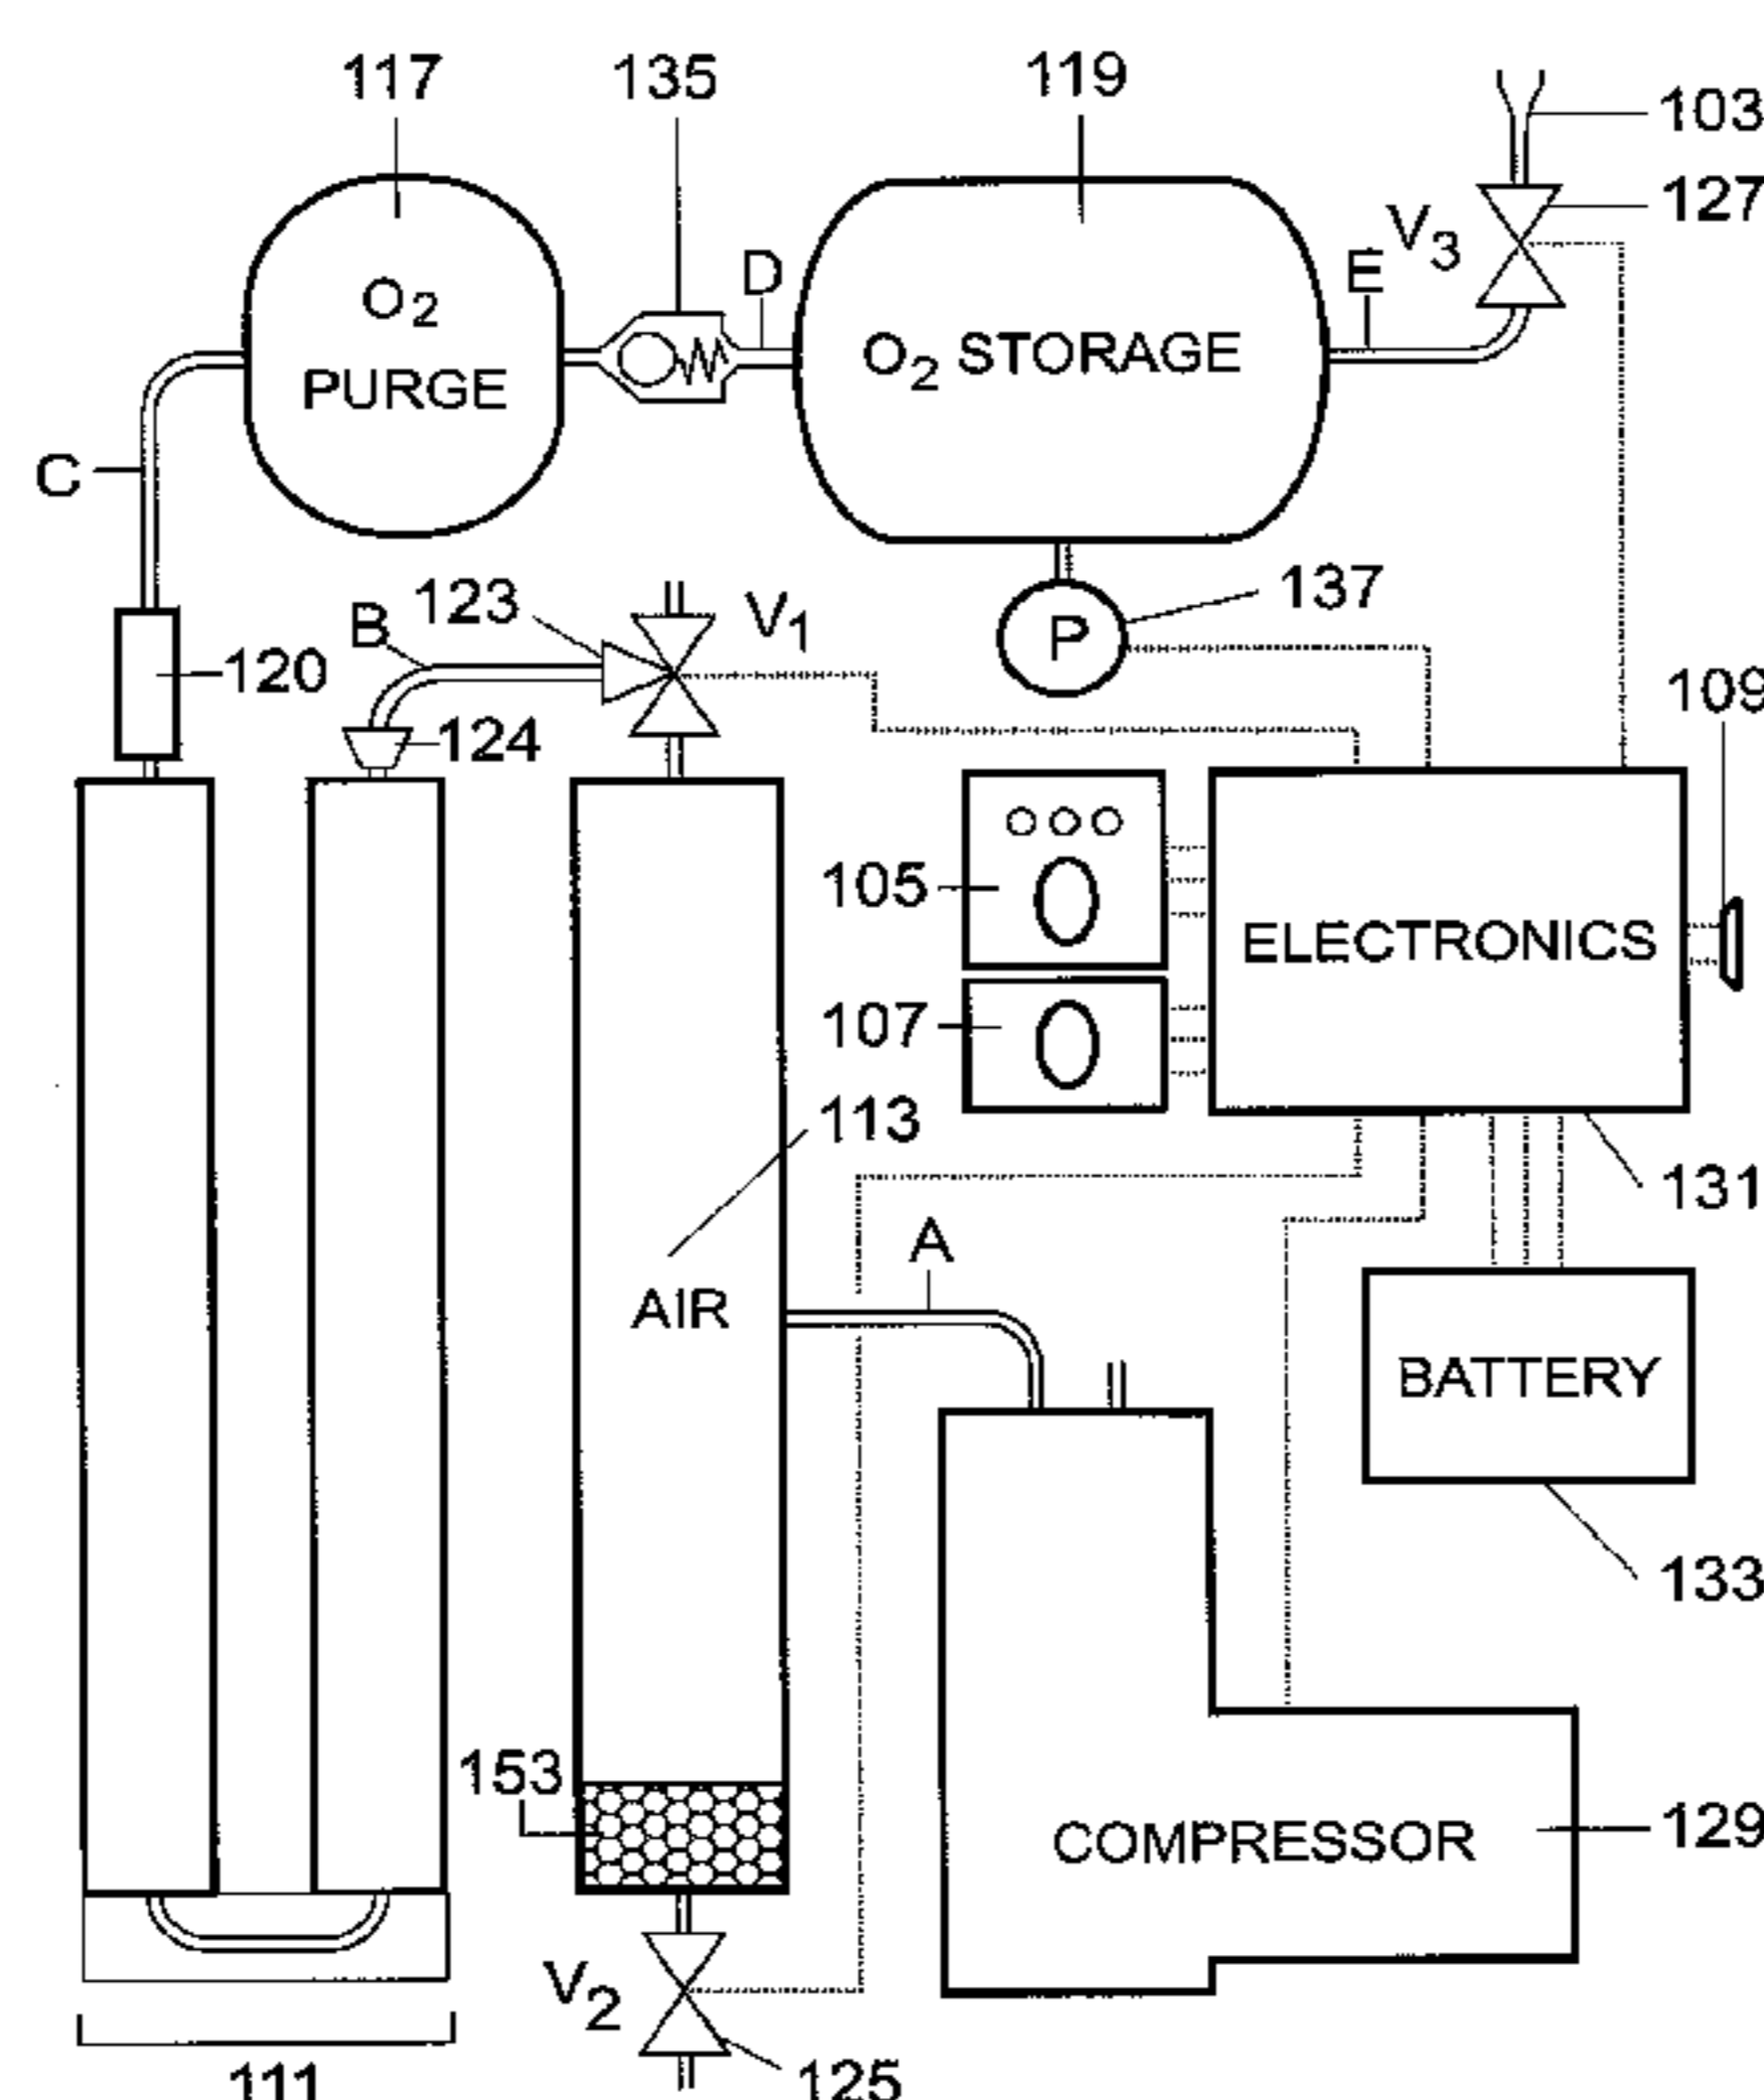 117
135
119
103
127
V3
D
E
O2
PURGE
O2 STORAGE
C
B
123
V1
137
P
120
124
109
105
ELECTRONICS
107
113
131
A
AIR
BATTERY
133
153
129
COMPRESSOR
V2
125
111